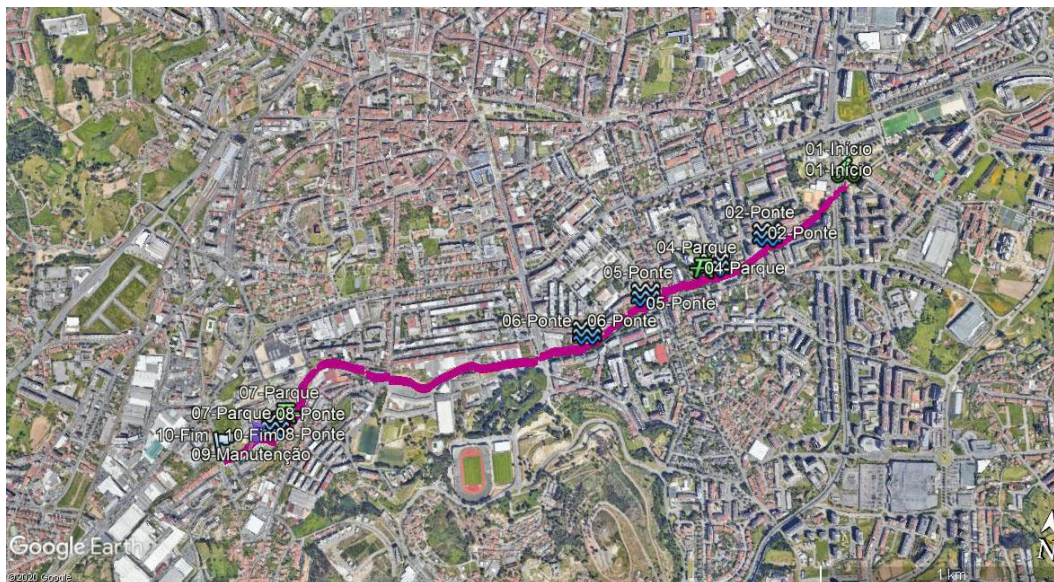 01-Início
01-Início
02-Ponte
02-Ponte
04-Parque
04-Parque
05-Ponte
05-Ponte
06-Ponte 06-Ponte
07-Parque
07-Parque 08-Ponte
10-Fim 10-Fim 08-Ponte
09-Manutenção
N
Google Earth
1 km
©2020 Google